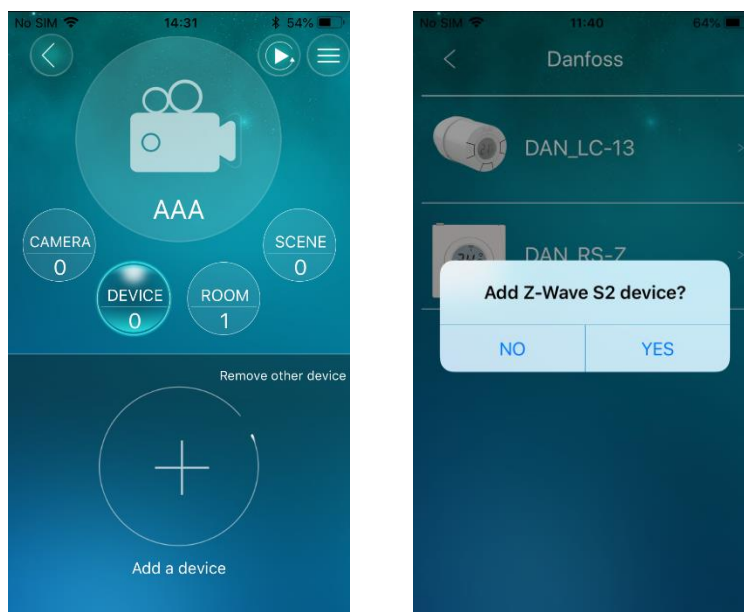 No SIM 14:31 54%
AAA
CAMERA
0
SCENE
0
DEVICE
0
ROOM
1
Remove other device
Add a device
No SIM 11:40 64%
Danfoss
DAN_LC-13
DAN_RS-Z
Add Z-Wave S2 device?
NO YES